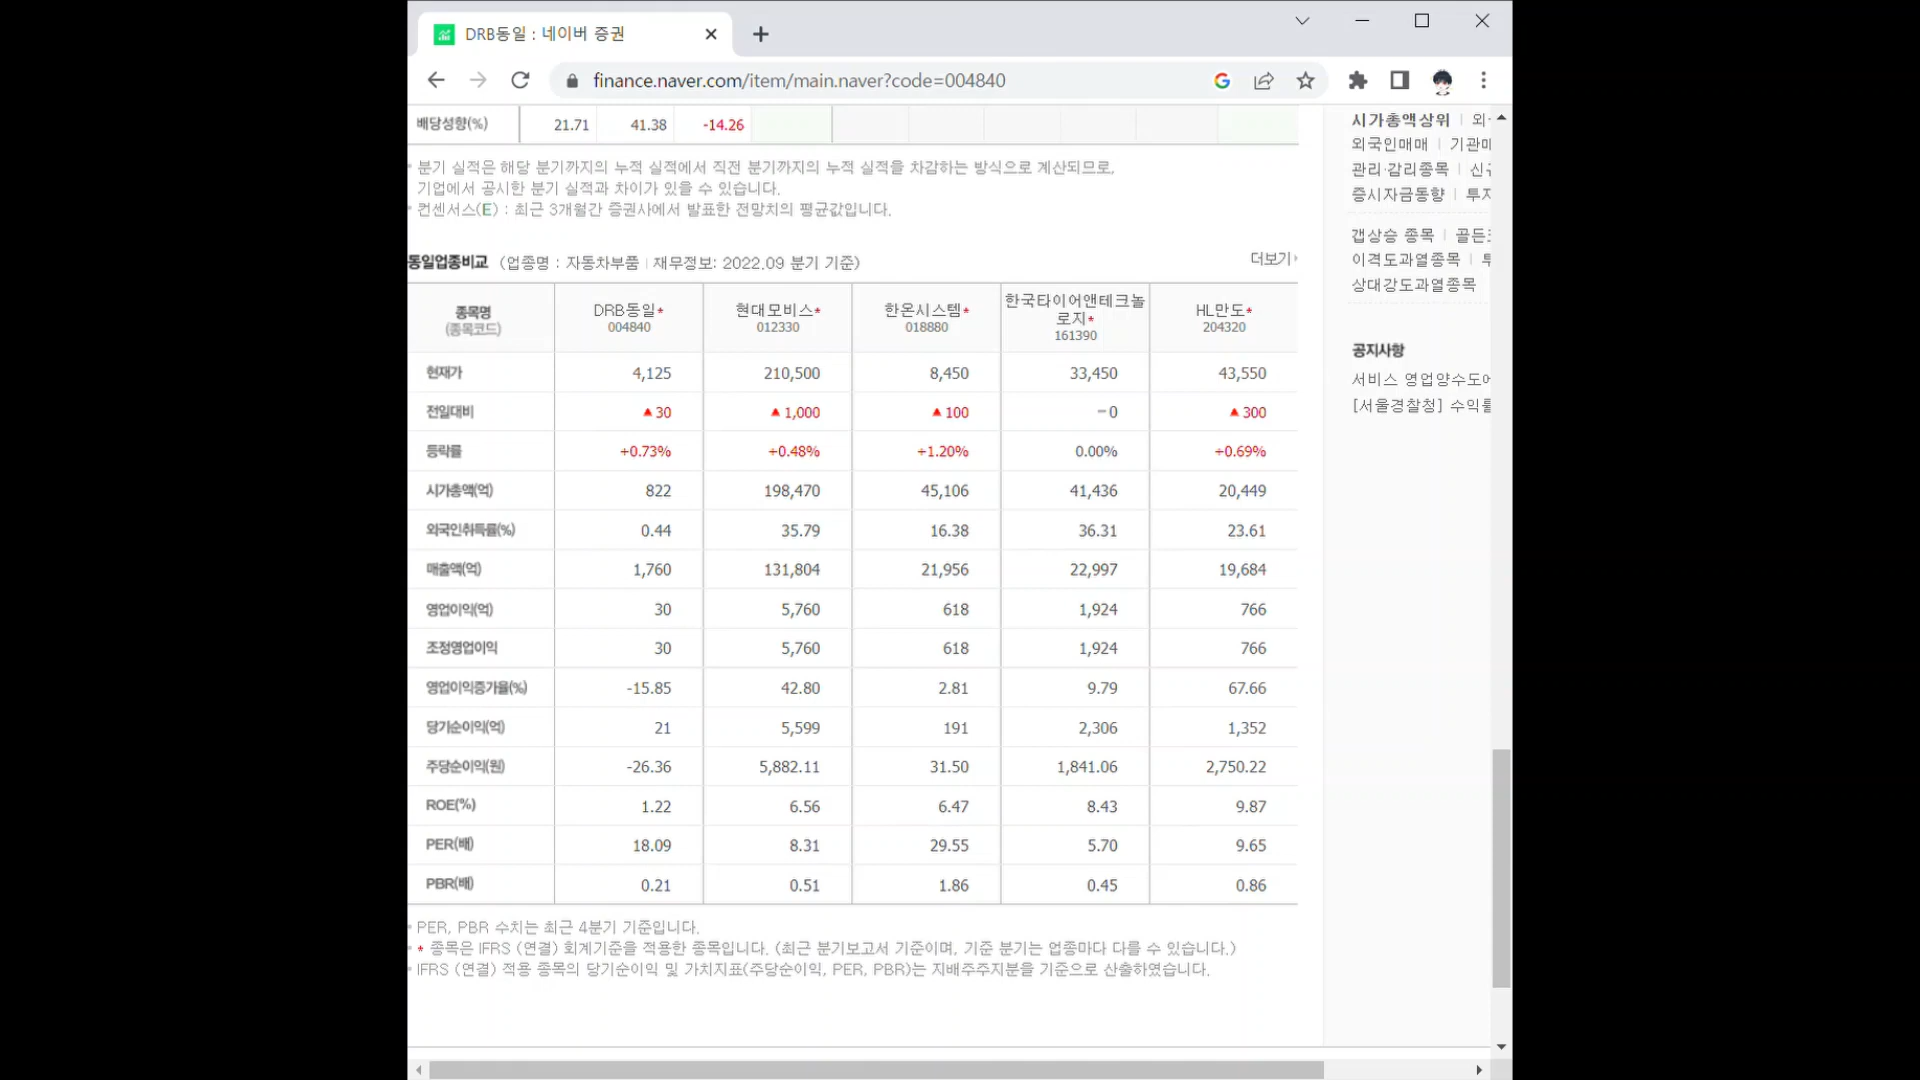 DRB동일 : 네이버 증권
finance.naver.com/item/main.naver?code=004840
배당성향(%) 21.71 41.38 -14.26
* 분기 실적은 해당 분기까지의 누적 실적에서 직전 분기까지의 누적 실적을 차감하는 방식으로 계산되므로,
기업에서 공시한 분기 실적과 차이가 있을 수 있습니다.
* 컨센서스(E) : 최근 3개월간 증권사에서 발표한 전망치의 평균값입니다.
동일업종비교 (업종명 : 자동차부품 | 재무정보: 2022.09 분기 기준) 더보기
종목명 (종목코드) DRB동일* 004840 현대모비스* 012330 한온시스템* 018880 한국타이어앤테크놀로지* 161390 HL만도* 204320
현재가 4,125 210,500 8,450 33,450 43,550
전일대비 ▲30 ▲1,000 ▲100 －0 ▲300
등락률 +0.73% +0.48% +1.20% 0.00% +0.69%
시가총액(억) 822 198,470 45,106 41,436 20,449
외국인취득률(%) 0.44 35.79 16.38 36.31 23.61
매출액(억) 1,760 131,804 21,956 22,997 19,684
영업이익(억) 30 5,760 618 1,924 766
조정영업이익 30 5,760 618 1,924 766
영업이익증가율(%) -15.85 42.80 2.81 9.79 67.66
당기순이익(억) 21 5,599 191 2,306 1,352
주당순이익(원) -26.36 5,882.11 31.50 1,841.06 2,750.22
ROE(%) 1.22 6.56 6.47 8.43 9.87
PER(배) 18.09 8.31 29.55 5.70 9.65
PBR(배) 0.21 0.51 1.86 0.45 0.86
* PER, PBR 수치는 최근 4분기 기준입니다.
* * 종목은 IFRS (연결) 회계기준을 적용한 종목입니다. (최근 분기보고서 기준이며, 기준 분기는 업종마다 다를 수 있습니다.)
* IFRS (연결) 적용 종목의 당기순이익 및 가치지표(주당순이익, PER, PBR)는 지배주주지분을 기준으로 산출하였습니다.
시가총액상위 | 외
외국인매매 | 기관
관리·감리종목 | 신
증시자금동향 | 투
갭상승 종목 | 골든
이격도과열종목 |
상대강도과열종목
공지사항
서비스 영업양수도
[서울경찰청] 수익